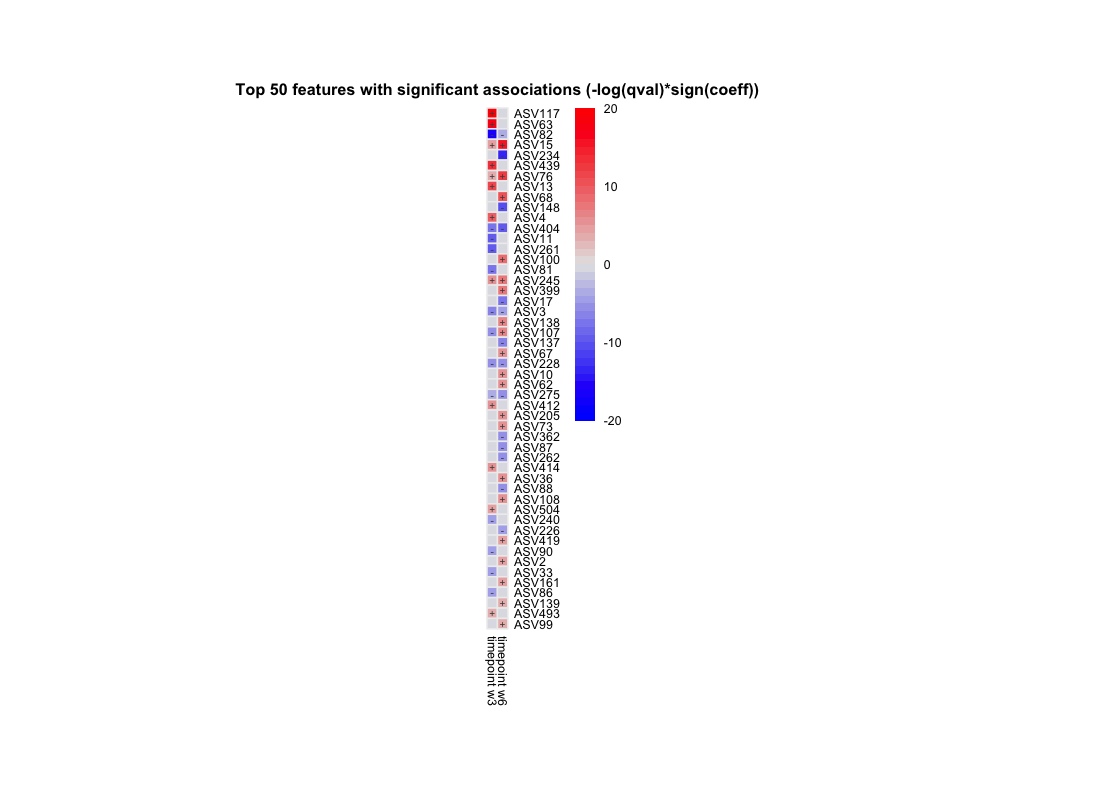 Top 50 features with significant associations (-log(qval)*sign(coeff))
ASV117
ASV63
ASV82
ASV15
ASV234
ASV439
ASV76
ASV13
ASV68
ASV148
ASV4
ASV404
ASV11
ASV261
ASV100
ASV81
ASV245
ASV399
ASV17
ASV3
ASV138
ASV107
ASV137
ASV67
ASV228
ASV10
ASV62
ASV275
ASV412
ASV205
ASV73
ASV362
ASV87
ASV262
ASV414
ASV36
ASV88
ASV108
ASV504
ASV240
ASV226
ASV419
ASV90
ASV2
ASV33
ASV161
ASV86
ASV139
ASV493
ASV99
20
10
0
-10
-20
timepoint w3
timepoint w6